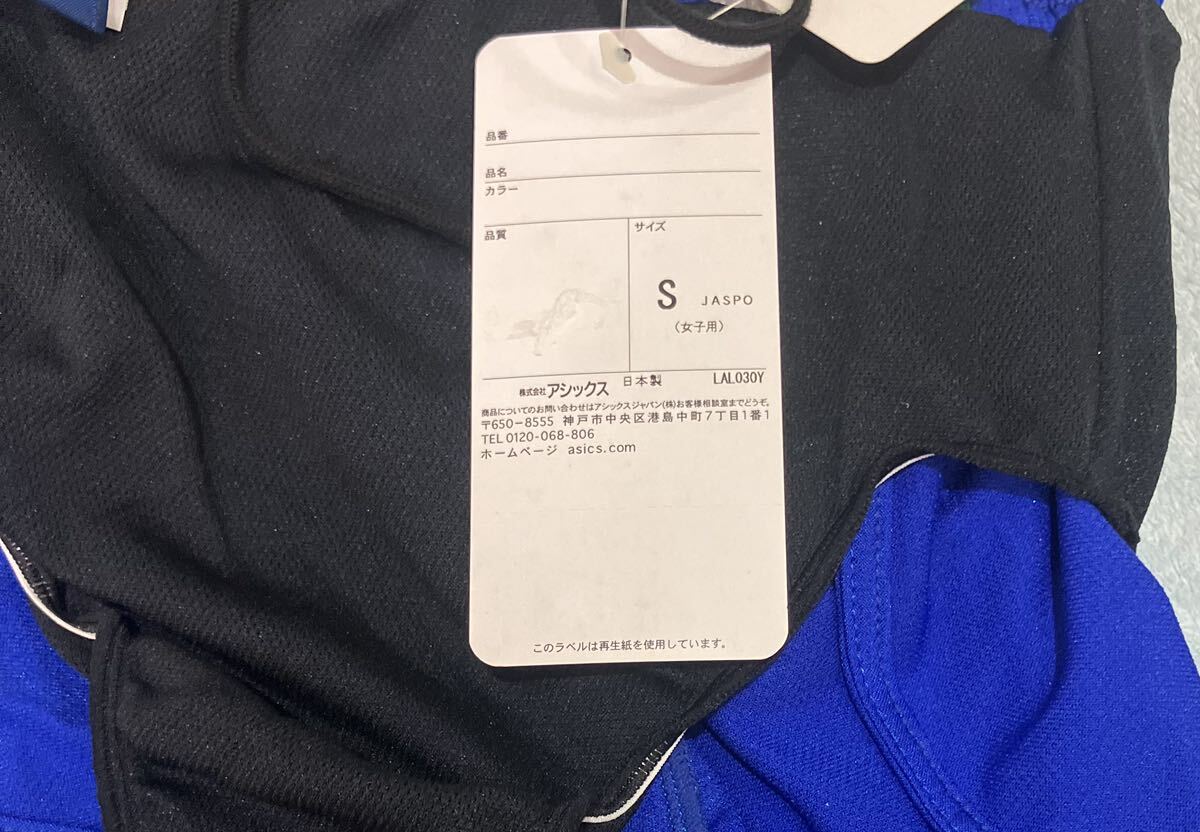 品番
品名
カラー
品質
サイズ
S JASPO
(女子用)
株式会社アシックス 日本製 LAL030Y
商品についてのお問い合わせはアシックスジャパン(株)お客様相談室までどうぞ。
〒650-8555 神戸市中央区港島中町7丁目1番1
TEL 0120-068-806
ホームページ asics.com
このラベルは再生紙を使用しています。